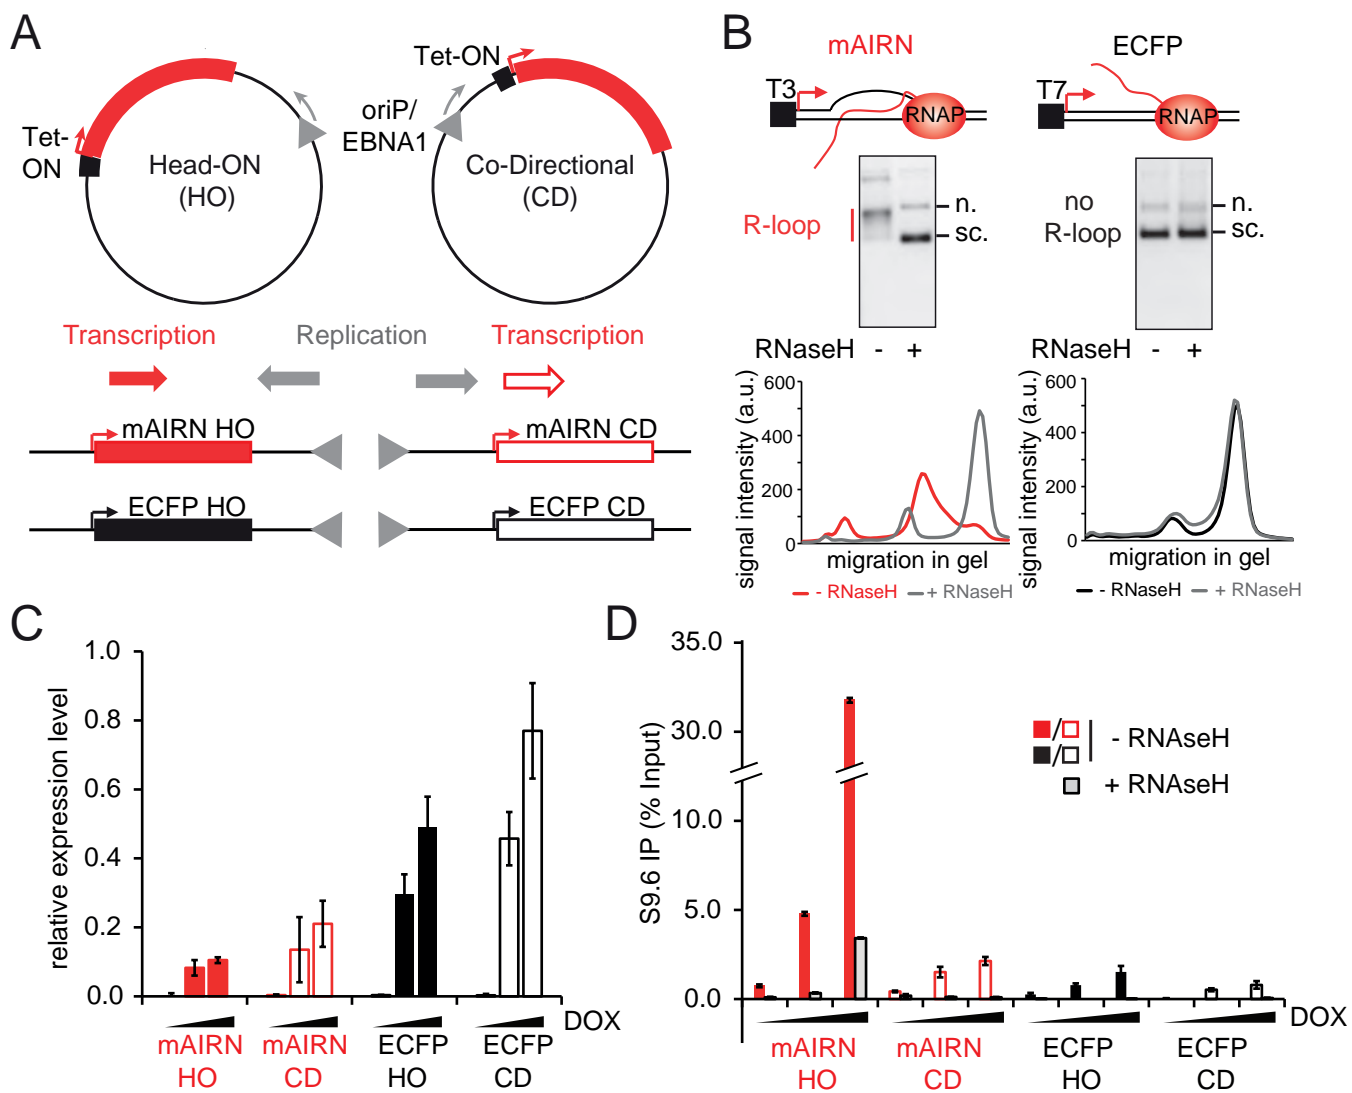 A
Tet-ON
Tet-
ON
oriP/
EBNA1
Head-ON
(HO)
Co-Directional
(CD)
Transcription
Replication
Transcription
mAIRN HO
mAIRN CD
ECFP HO
ECFP CD
B
mAIRN
ECFP
T3
RNAP
T7
RNAP
R-loop
n.
sc.
no
R-loop
n.
sc.
RNaseH - +
RNaseH - +
signal intensity (a.u.)
600
400
200
0
migration in gel
- RNaseH
+ RNaseH
signal intensity (a.u.)
600
400
200
0
migration in gel
- RNaseH
+ RNaseH
C
relative expression level
1.0
0.8
0.6
0.4
0.2
0.0
DOX
mAIRN
HO
mAIRN
CD
ECFP
HO
ECFP
CD
D
S9.6 IP (% Input)
35.0
30.0
10.0
5.0
0.0
/
/
- RNAseH
+ RNAseH
DOX
mAIRN
HO
mAIRN
CD
ECFP
HO
ECFP
CD